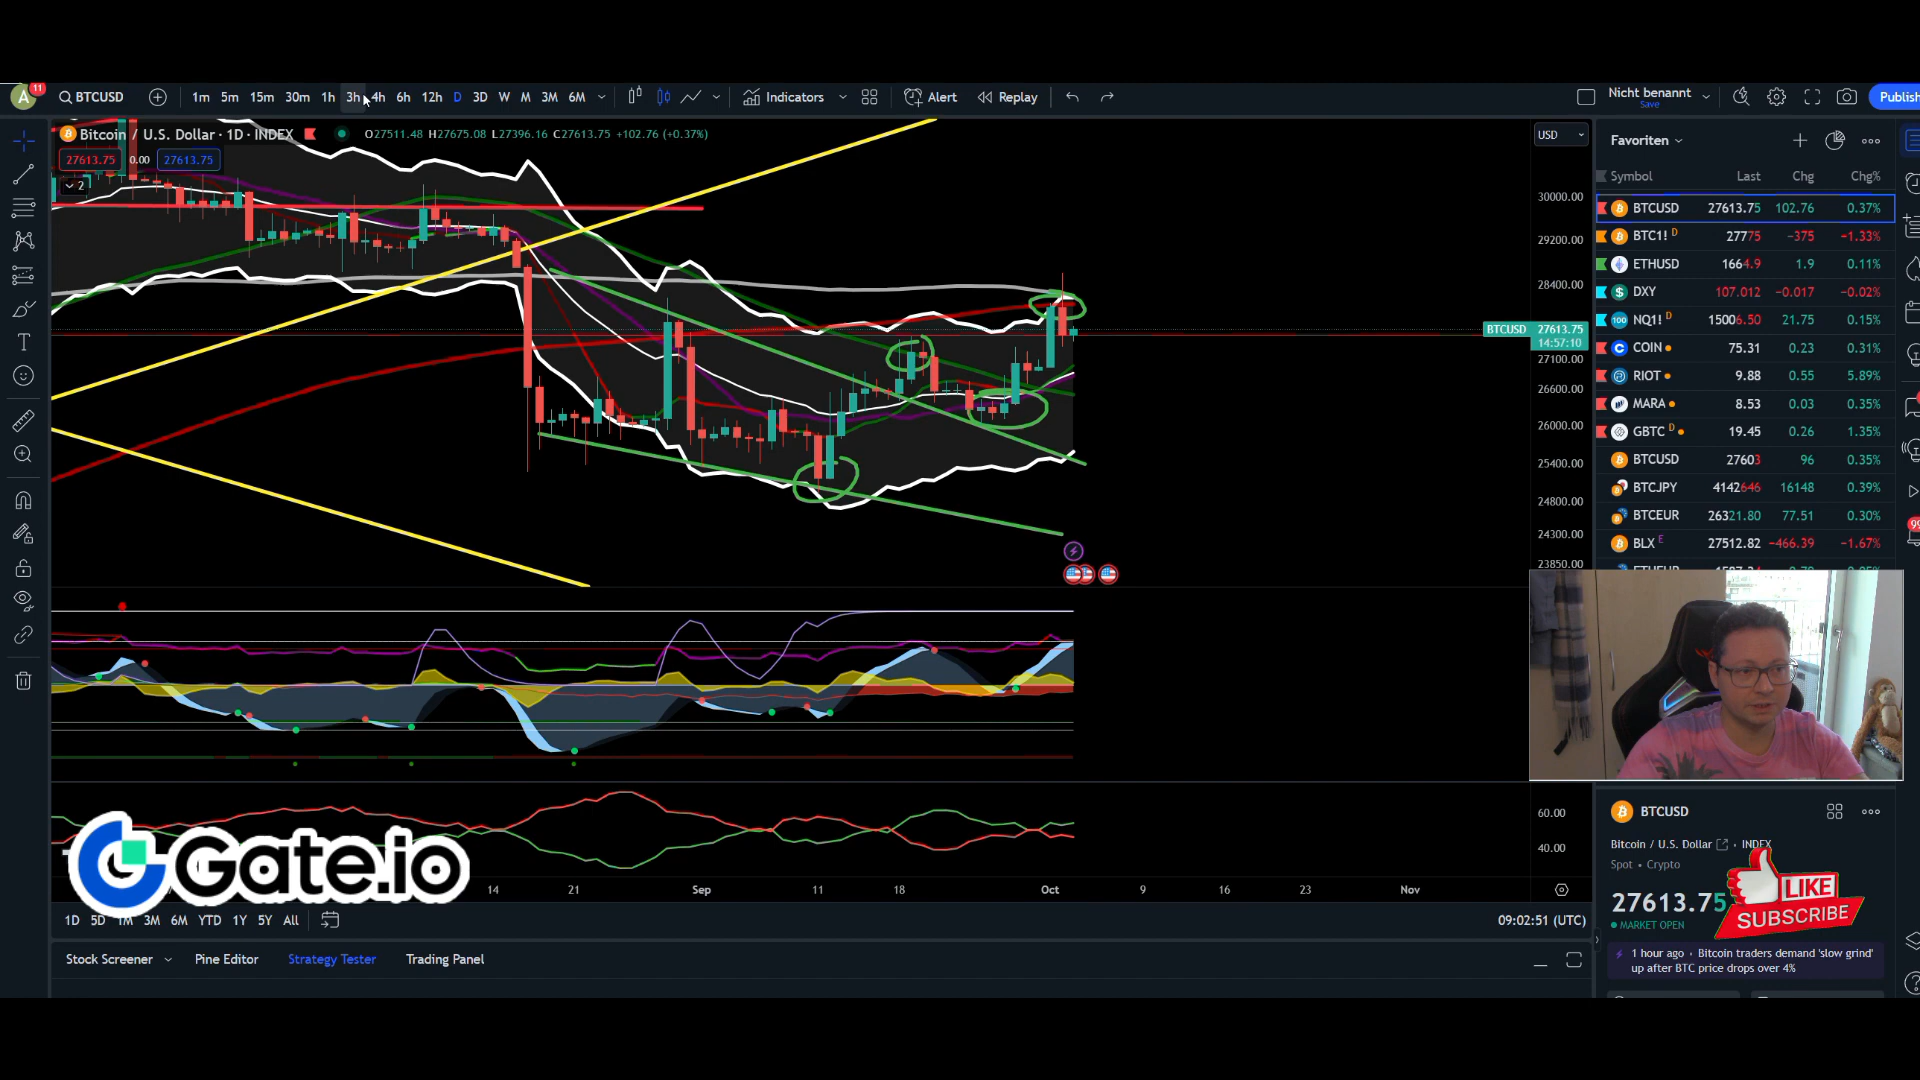 A
11
BTCUSD
1m 5m 15m 30m 1h 3h 4h 6h 12h D 3D W M 3M 6M
Indicators
Alert
Replay
Nicht benannt
Save
Publish
Bitcoin / U.S. Dollar · 1D · INDEX
O27511.48 H27675.08 L27396.16 C27613.75 +102.76 (+0.37%)
27613.75 0.00 27613.75
2
USD
30000.00
29200.00
28400.00
BTCUSD 27613.75
14:57:10
27100.00
26600.00
26000.00
25400.00
24800.00
24300.00
23850.00
60.00
40.00
Favoriten
Symbol Last Chg Chg%
BTCUSD 27613.75 102.76 0.37%
BTC1! D 27775 -375 -1.33%
ETHUSD 1664.9 1.9 0.11%
DXY 107.012 -0.017 -0.02%
NQ1! D 15006.50 21.75 0.15%
COIN 75.31 0.23 0.31%
RIOT 9.88 0.55 5.89%
MARA 8.53 0.03 0.35%
GBTC D 19.45 0.26 1.35%
BTCUSD 27603 96 0.35%
BTCJPY 4142646 16148 0.39%
BTCEUR 26321.80 77.51 0.30%
BLX E 27512.82 -466.39 -1.67%
Gate.io
14 21 Sep 11 18 Oct 9 16 23 Nov
1D 5D 1M 3M 6M YTD 1Y 5Y All
09:02:51 (UTC)
Stock Screener
Pine Editor
Strategy Tester
Trading Panel
BTCUSD
Bitcoin / U.S. Dollar · INDEX
Spot · Crypto
27613.75
MARKET OPEN
LIKE
SUBSCRIBE
1 hour ago · Bitcoin traders demand 'slow grind'
up after BTC price drops over 4%